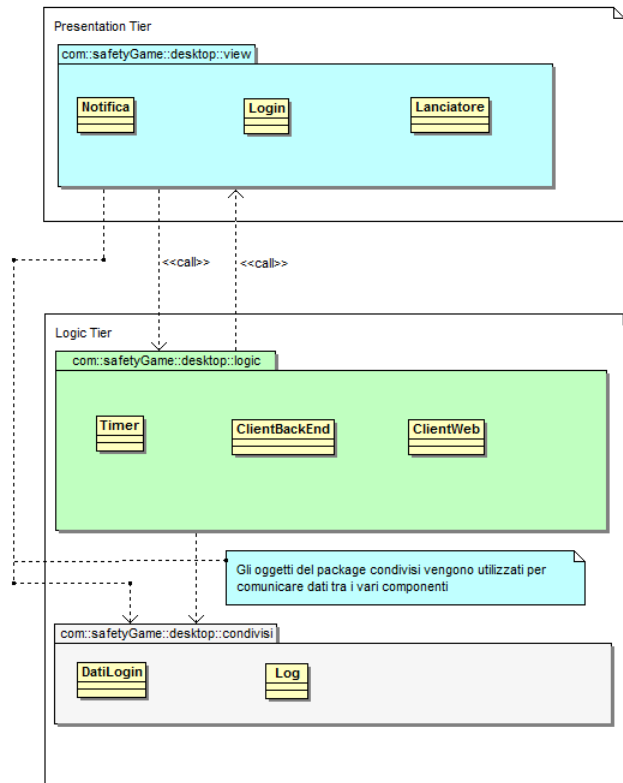 Presentation Tier
com::safetyGame::desktop::view
Notifica
Login
Lanciatore
<<call>>
<<call>>
Logic Tier
com::safetyGame::desktop::logic
Timer
ClientBackEnd
ClientWeb
Gli oggetti del package condivisi vengono utilizzati per
comunicare dati tra i vari componenti
com::safetyGame::desktop::condivisi
DatiLogin
Log